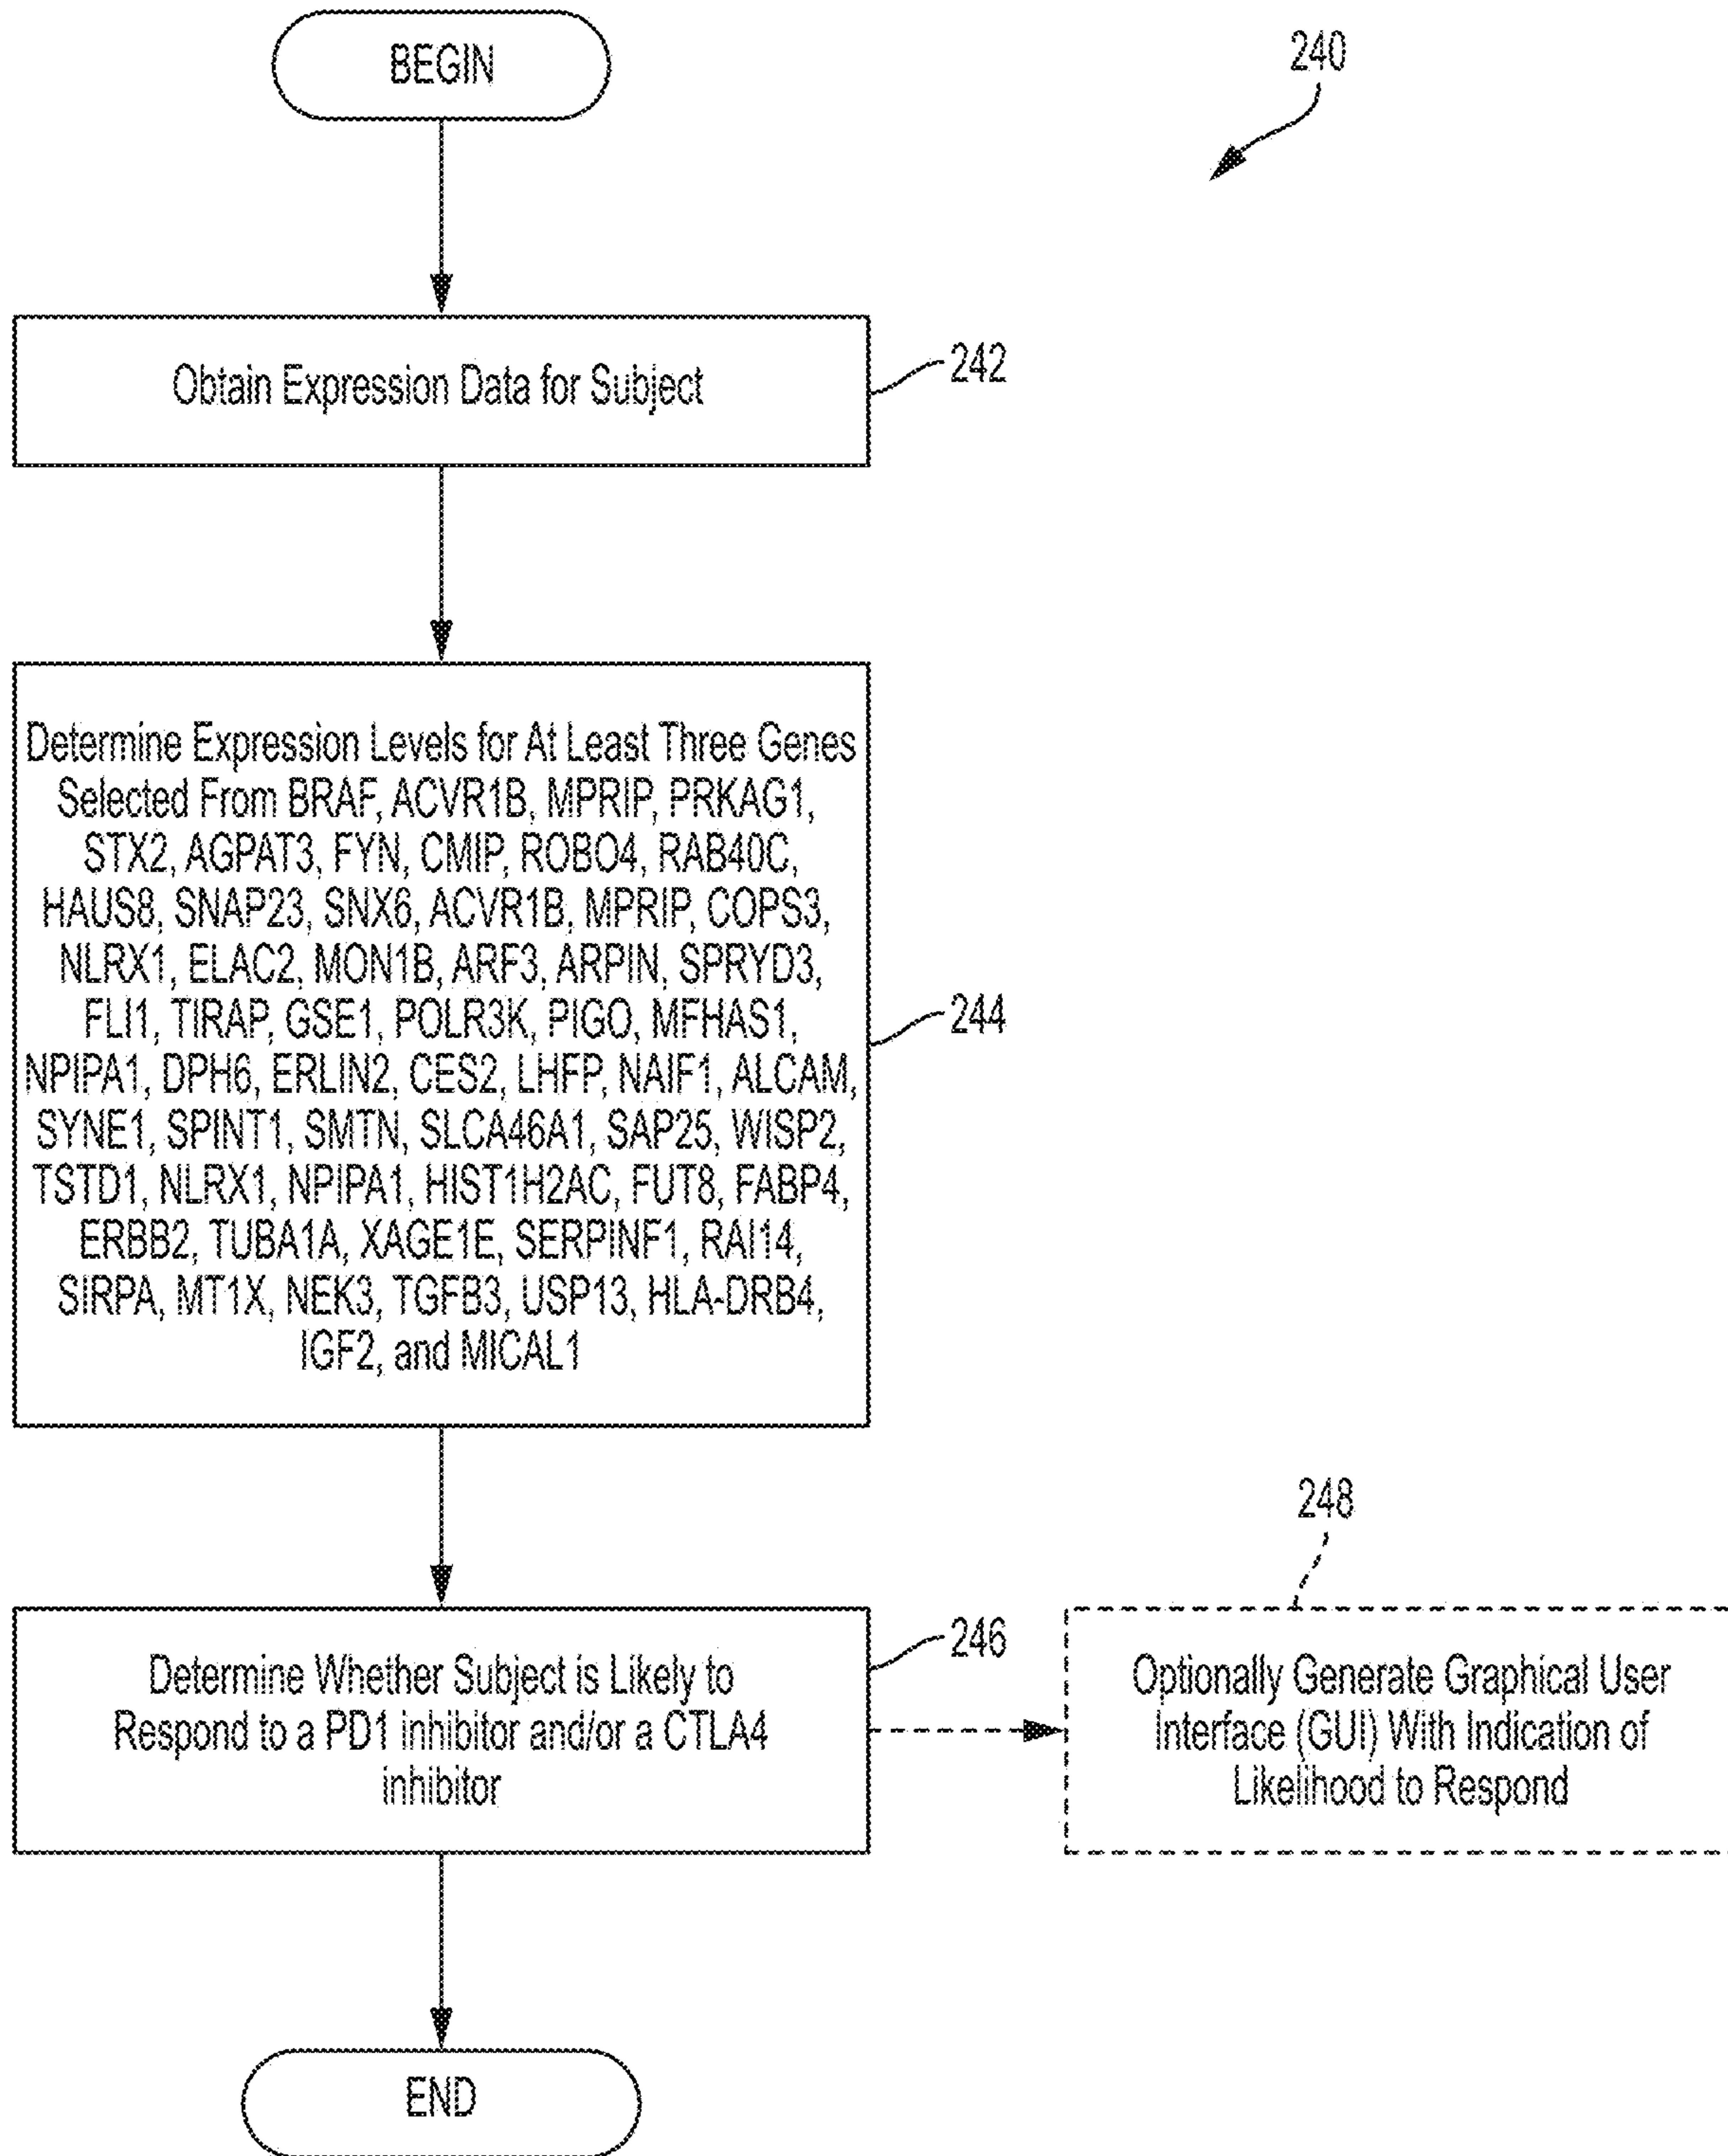 BEGIN
240
Obtain Expression Data for Subject
242
Determine Expression Levels for At Least Three Genes
Selected From BRAF, ACVR1B, MPRIP, PRKAG1,
STX2, AGPAT3, FYN, CMIP, ROBO4, RAB40C,
HAUS8, SNAP23, SNX6, ACVR1B, MPRIP, COPS3,
NLRX1, ELAC2, MON1B, ARF3, ARPIN, SPRYD3,
FLI1, TIRAP, GSE1, POLR3K, PIGO, MFHAS1,
NPIPA1, DPH6, ERLIN2, CES2, LHFP, NAIF1, ALCAM,
SYNE1, SPINT1, SMTN, SLCA46A1, SAP25, WISP2,
TSTD1, NLRX1, NPIPA1, HIST1H2AC, FUT8, FABP4,
ERBB2, TUBA1A, XAGE1E, SERPINF1, RAI14,
SIRPA, MT1X, NEK3, TGFB3, USP13, HLA-DRB4,
IGF2, and MICAL1
244
Determine Whether Subject is Likely to
Respond to a PD1 inhibitor and/or a CTLA4
inhibitor
246
248
Optionally Generate Graphical User
Interface (GUI) With Indication of
Likelihood to Respond
END